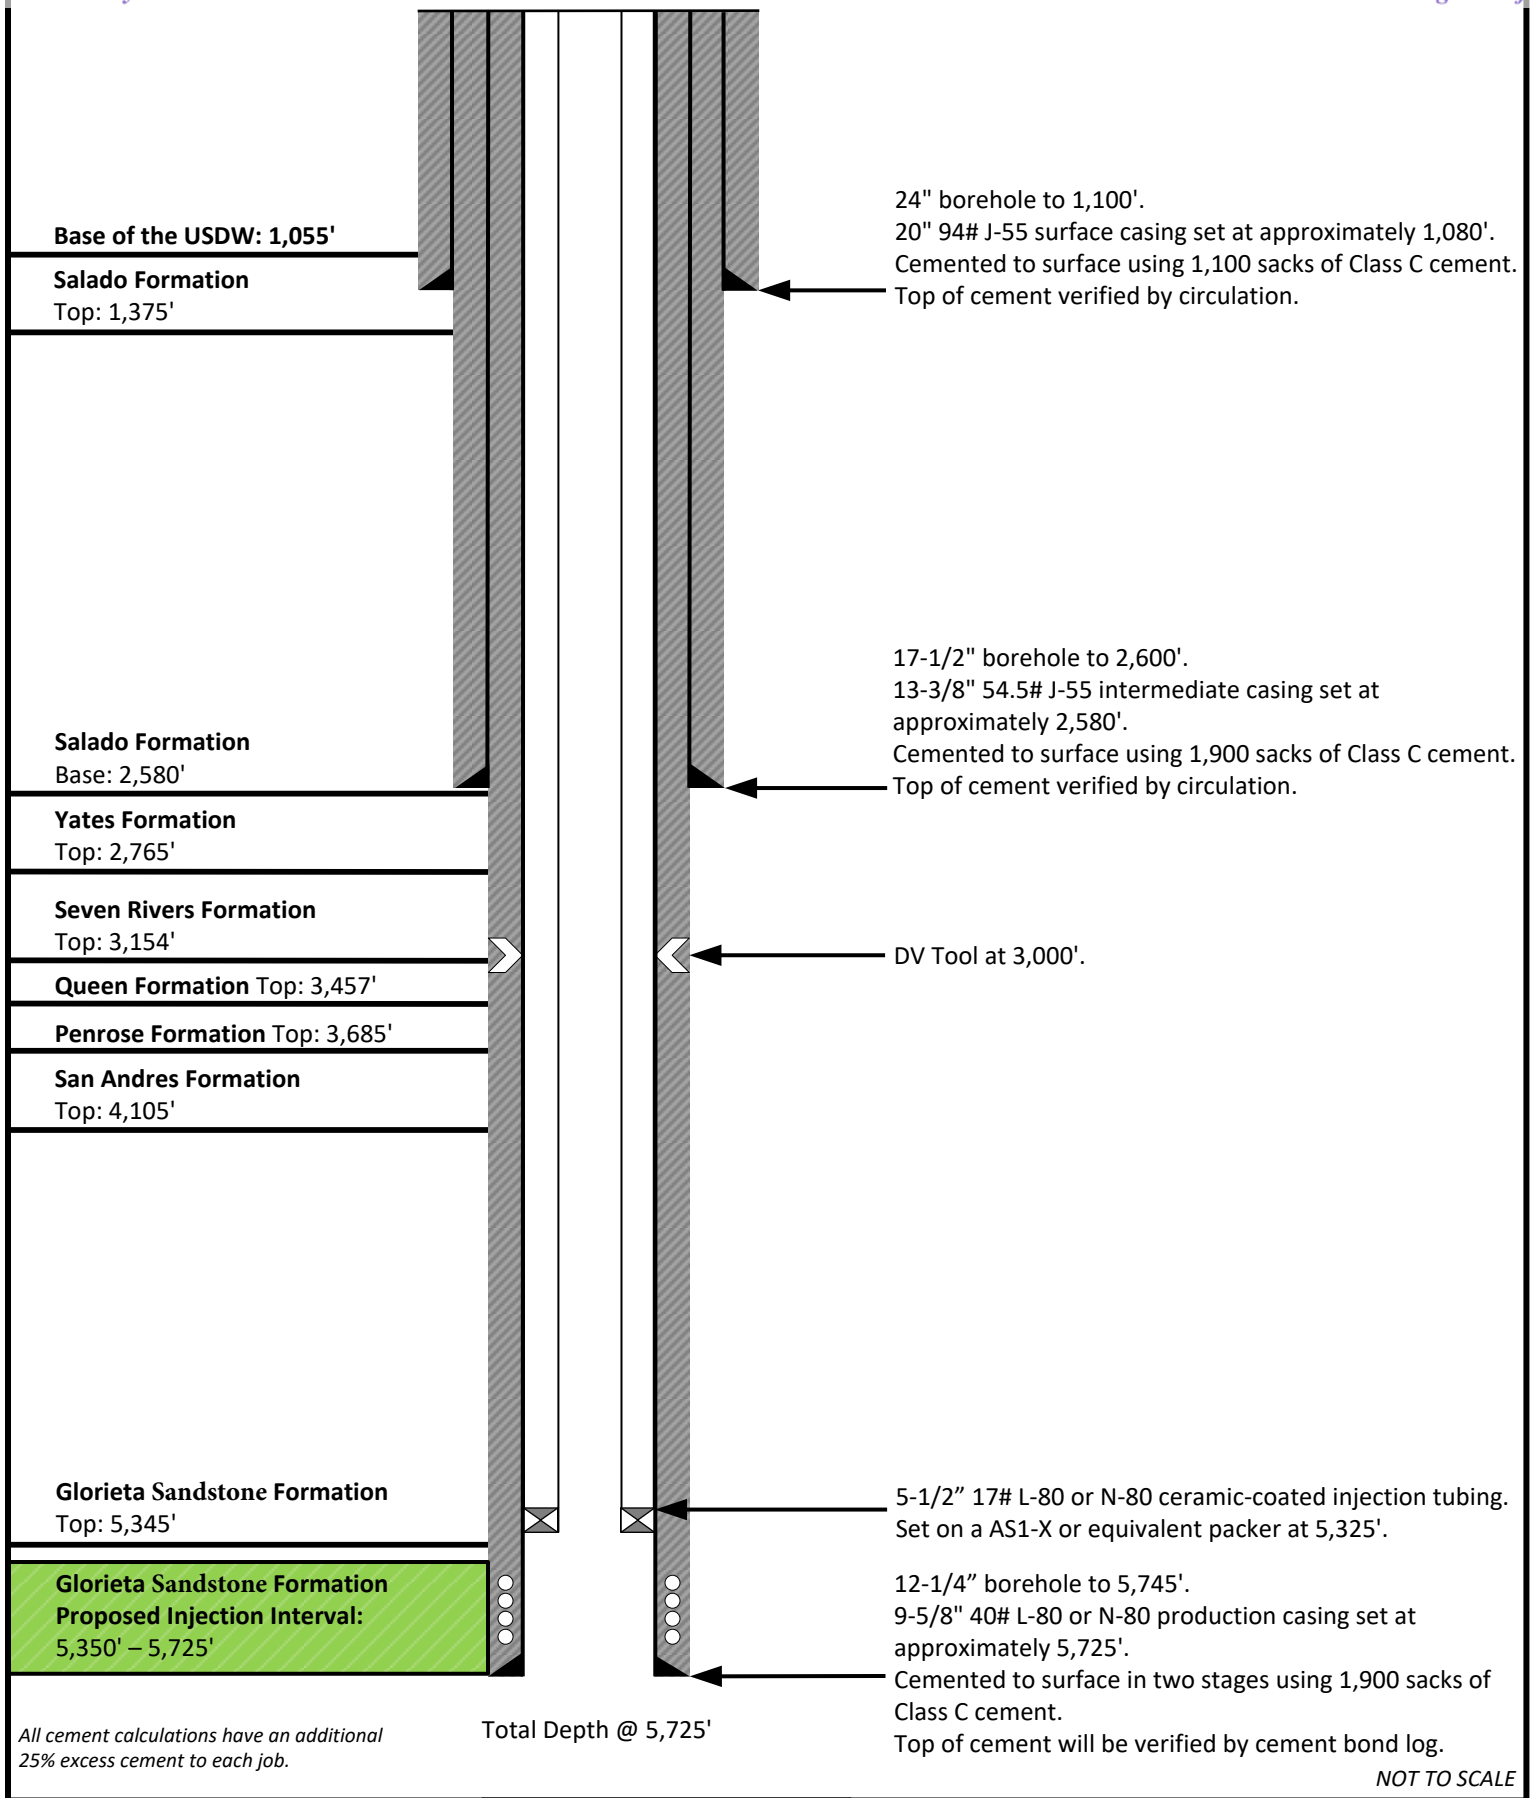 Base of the USDW: 1,055'
Salado Formation
Top: 1,375'
24" borehole to 1,100'.
20" 94# J-55 surface casing set at approximately 1,080'.
Cemented to surface using 1,100 sacks of Class C cement.
Top of cement verified by circulation.
17-1/2" borehole to 2,600'.
13-3/8" 54.5# J-55 intermediate casing set at
approximately 2,580'.
Cemented to surface using 1,900 sacks of Class C cement.
Top of cement verified by circulation.
Salado Formation
Base: 2,580'
Yates Formation
Top: 2,765'
Seven Rivers Formation
Top: 3,154'
DV Tool at 3,000'.
Queen Formation Top: 3,457'
Penrose Formation Top: 3,685'
San Andres Formation
Top: 4,105'
Glorieta Sandstone Formation
Top: 5,345'
5-1/2” 17# L-80 or N-80 ceramic-coated injection tubing.
Set on a AS1-X or equivalent packer at 5,325'.
Glorieta Sandstone Formation
Proposed Injection Interval:
5,350' – 5,725'
12-1/4” borehole to 5,745'.
9-5/8" 40# L-80 or N-80 production casing set at
approximately 5,725'.
Cemented to surface in two stages using 1,900 sacks of
Class C cement.
Top of cement will be verified by cement bond log.
All cement calculations have an additional
25% excess cement to each job.
Total Depth @ 5,725'
NOT TO SCALE